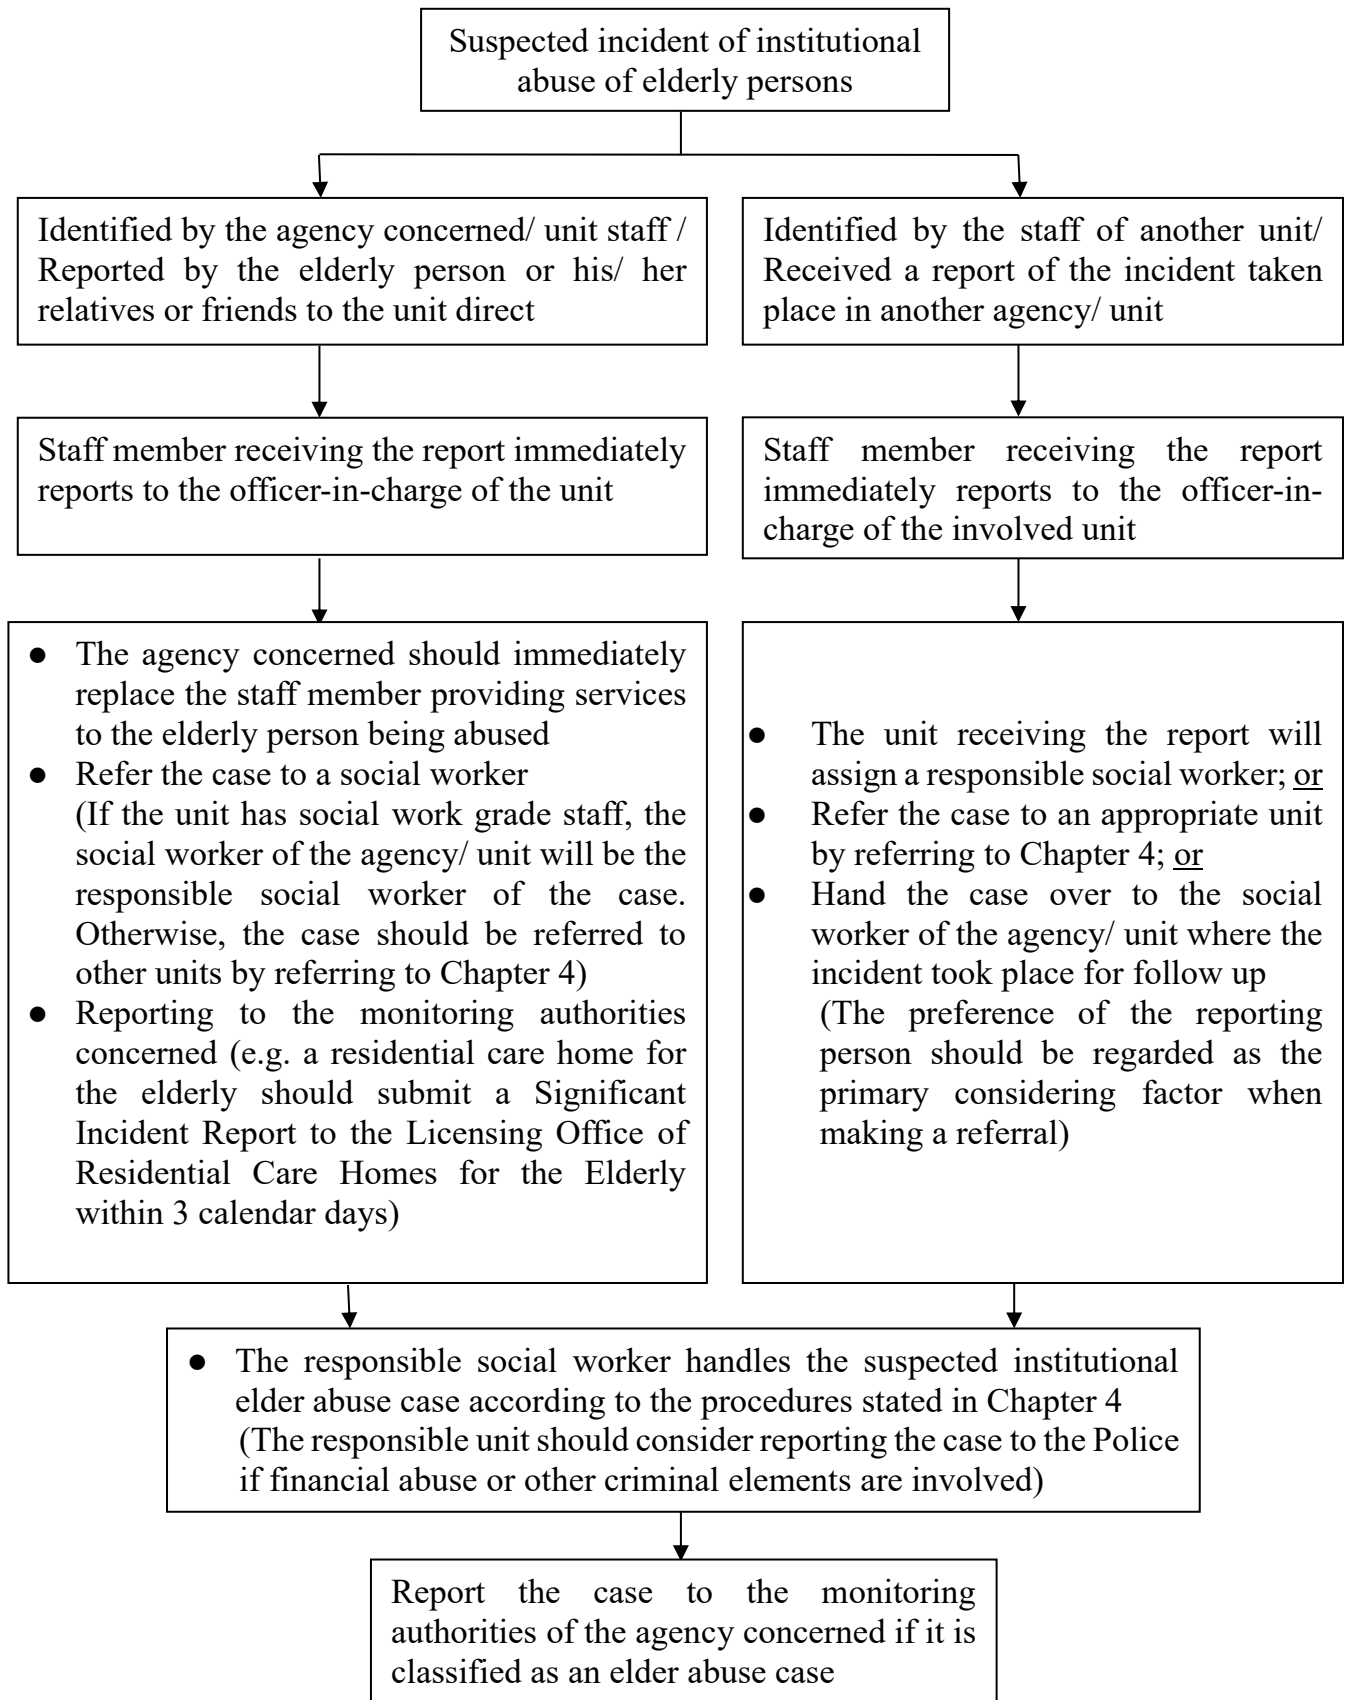 Suspected incident of institutional
abuse of elderly persons
Identified by the agency concerned/ unit staff /
Reported by the elderly person or his/ her
relatives or friends to the unit direct
Identified by the staff of another unit/
Received a report of the incident taken
place in another agency/ unit
Staff member receiving the report immediately
reports to the officer-in-charge of the unit
Staff member receiving the report
immediately reports to the officer-in-
charge of the involved unit
● The agency concerned should immediately
replace the staff member providing services
to the elderly person being abused
● Refer the case to a social worker
(If the unit has social work grade staff, the
social worker of the agency/ unit will be the
responsible social worker of the case.
Otherwise, the case should be referred to
other units by referring to Chapter 4)
● Reporting to the monitoring authorities
concerned (e.g. a residential care home for
the elderly should submit a Significant
Incident Report to the Licensing Office of
Residential Care Homes for the Elderly
within 3 calendar days)
● The unit receiving the report will
assign a responsible social worker; or
● Refer the case to an appropriate unit
by referring to Chapter 4; or
● Hand the case over to the social
worker of the agency/ unit where the
incident took place for follow up
(The preference of the reporting
person should be regarded as the
primary considering factor when
making a referral)
● The responsible social worker handles the suspected institutional
elder abuse case according to the procedures stated in Chapter 4
(The responsible unit should consider reporting the case to the Police
if financial abuse or other criminal elements are involved)
Report the case to the monitoring
authorities of the agency concerned if it is
classified as an elder abuse case